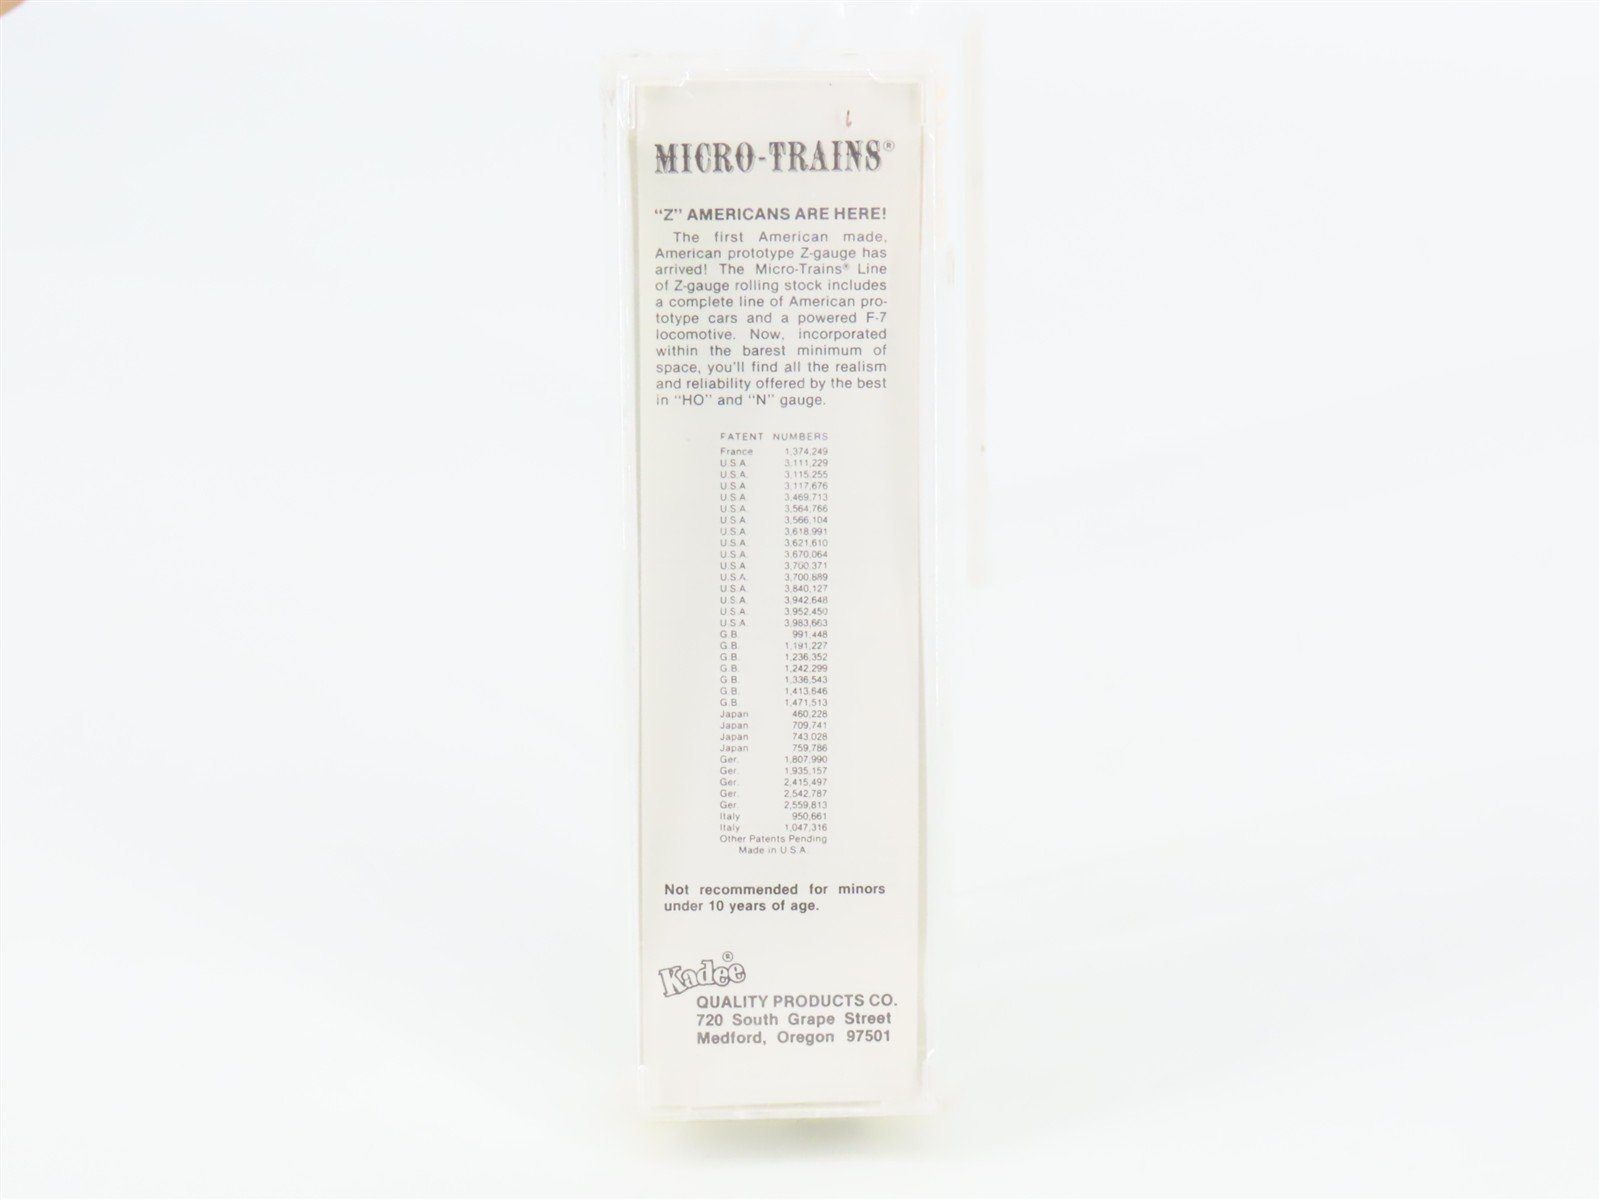 MICRO-TRAINS®
"Z" AMERICANS ARE HERE!
The first American made,
American prototype Z-gauge has
arrived! The Micro-Trains® Line
of Z-gauge rolling stock includes
a complete line of American pro-
totype cars and a powered F-7
locomotive. Now, incorporated
within the barest minimum of
space, you'll find all the realism
and reliability offered by the best
in "HO" and "N" gauge.
PATENT NUMBERS
France 1,374,249
U.S.A. 3,111,229
U.S.A. 3,115,255
U.S.A. 3,117,676
U.S.A. 3,469,713
U.S.A. 3,564,766
U.S.A. 3,566,104
U.S.A. 3,618,991
U.S.A. 3,621,610
U.S.A. 3,670,064
U.S.A. 3,700,371
U.S.A. 3,700,889
U.S.A. 3,840,127
U.S.A. 3,942,648
U.S.A. 3,952,450
U.S.A. 3,983,663
G.B. 991,448
G.B. 1,191,227
G.B. 1,236,352
G.B. 1,242,299
G.B. 1,336,543
G.B. 1,413,646
G.B. 1,471,513
Japan 460,228
Japan 709,741
Japan 743,028
Japan 759,786
Ger. 1,807,990
Ger. 1,935,157
Ger. 2,415,497
Ger. 2,542,787
Ger. 2,559,813
Italy 950,661
Italy 1,047,316
Other Patents Pending
Made in U.S.A.
Not recommended for minors
under 10 years of age.
Kadee®
QUALITY PRODUCTS CO.
720 South Grape Street
Medford, Oregon 97501